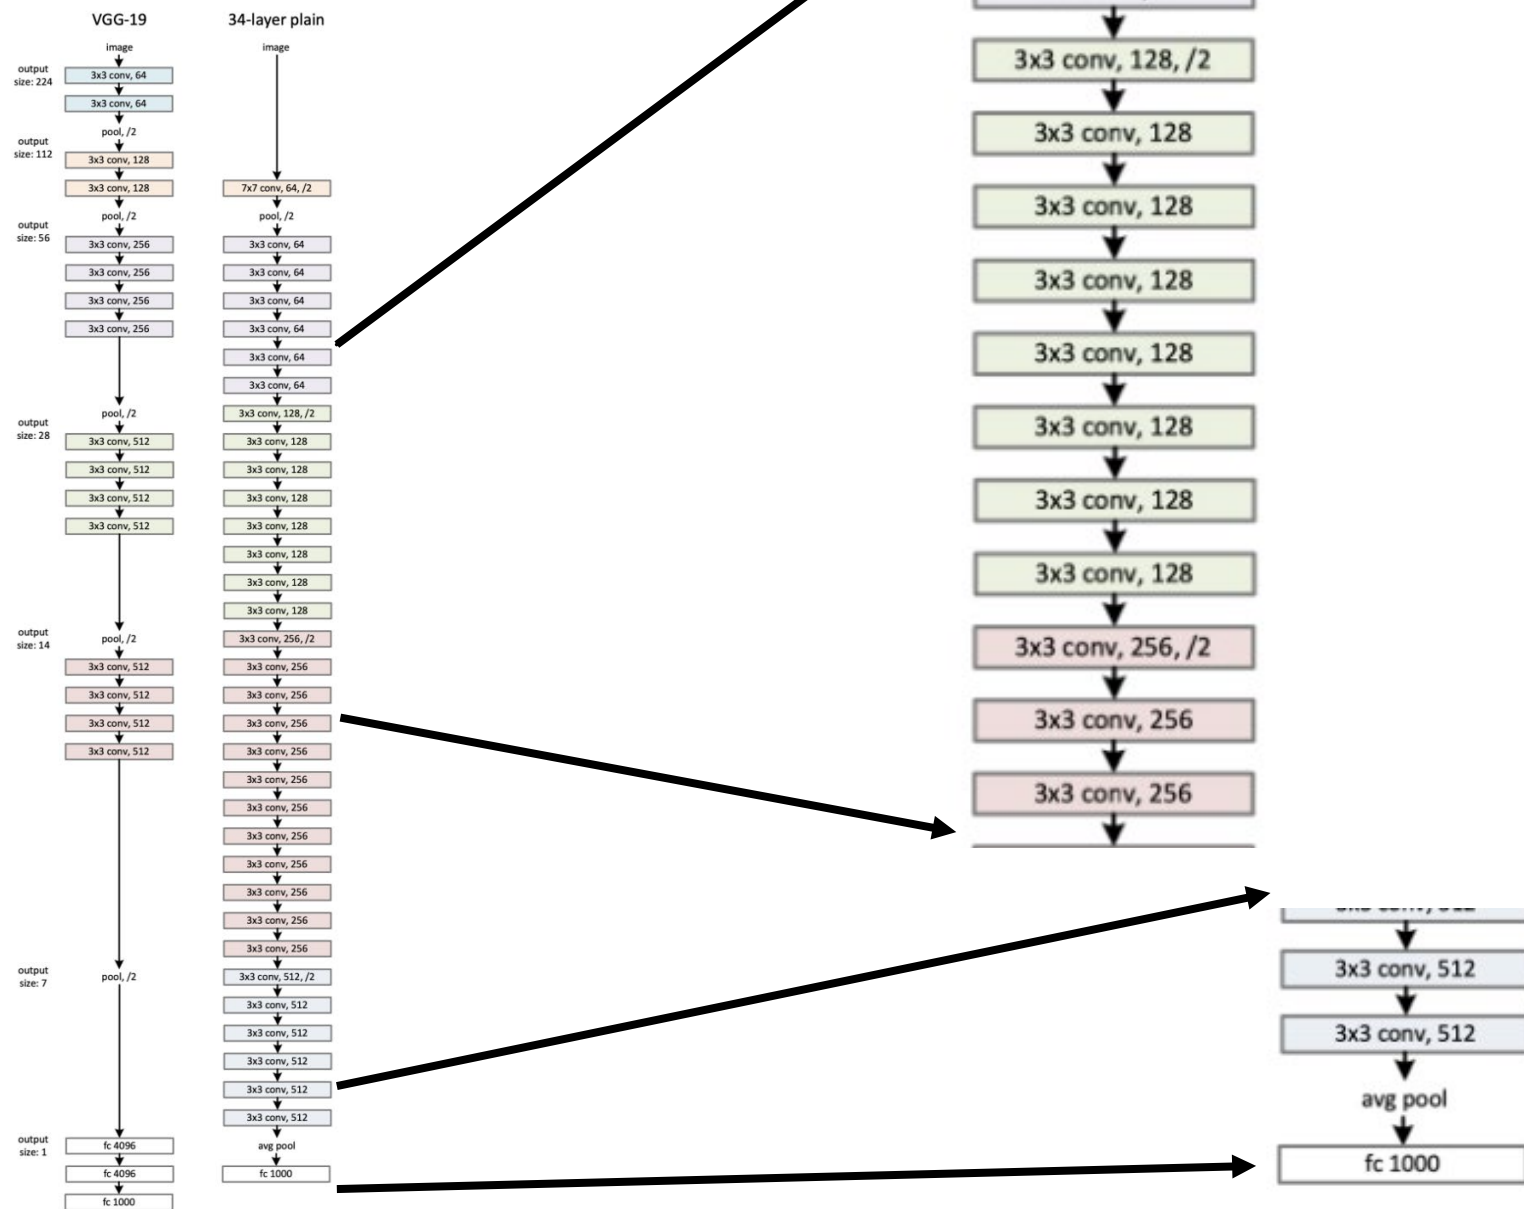 VGG-19
image
output
size: 224
3x3 conv, 64
3x3 conv, 64
pool, /2
output
size: 112
3x3 conv, 128
3x3 conv, 128
pool, /2
output
size: 56
3x3 conv, 256
3x3 conv, 256
3x3 conv, 256
3x3 conv, 256
pool, /2
output
size: 28
3x3 conv, 512
3x3 conv, 512
3x3 conv, 512
3x3 conv, 512
pool, /2
output
size: 14
3x3 conv, 512
3x3 conv, 512
3x3 conv, 512
3x3 conv, 512
output
size: 7
pool, /2
output
size: 1
fc 4096
fc 4096
fc 1000
34-layer plain
image
7x7 conv, 64, /2
pool, /2
3x3 conv, 64
3x3 conv, 64
3x3 conv, 64
3x3 conv, 64
3x3 conv, 64
3x3 conv, 64
3x3 conv, 128, /2
3x3 conv, 128
3x3 conv, 128
3x3 conv, 128
3x3 conv, 128
3x3 conv, 128
3x3 conv, 128
3x3 conv, 128
3x3 conv, 256, /2
3x3 conv, 256
3x3 conv, 256
3x3 conv, 256
3x3 conv, 256
3x3 conv, 256
3x3 conv, 256
3x3 conv, 256
3x3 conv, 256
3x3 conv, 256
3x3 conv, 256
3x3 conv, 256
3x3 conv, 512, /2
3x3 conv, 512
3x3 conv, 512
3x3 conv, 512
3x3 conv, 512
3x3 conv, 512
avg pool
fc 1000
3x3 conv, 128, /2
3x3 conv, 128
3x3 conv, 128
3x3 conv, 128
3x3 conv, 128
3x3 conv, 128
3x3 conv, 128
3x3 conv, 128
3x3 conv, 256, /2
3x3 conv, 256
3x3 conv, 256
3x3 conv, 512
3x3 conv, 512
avg pool
fc 1000